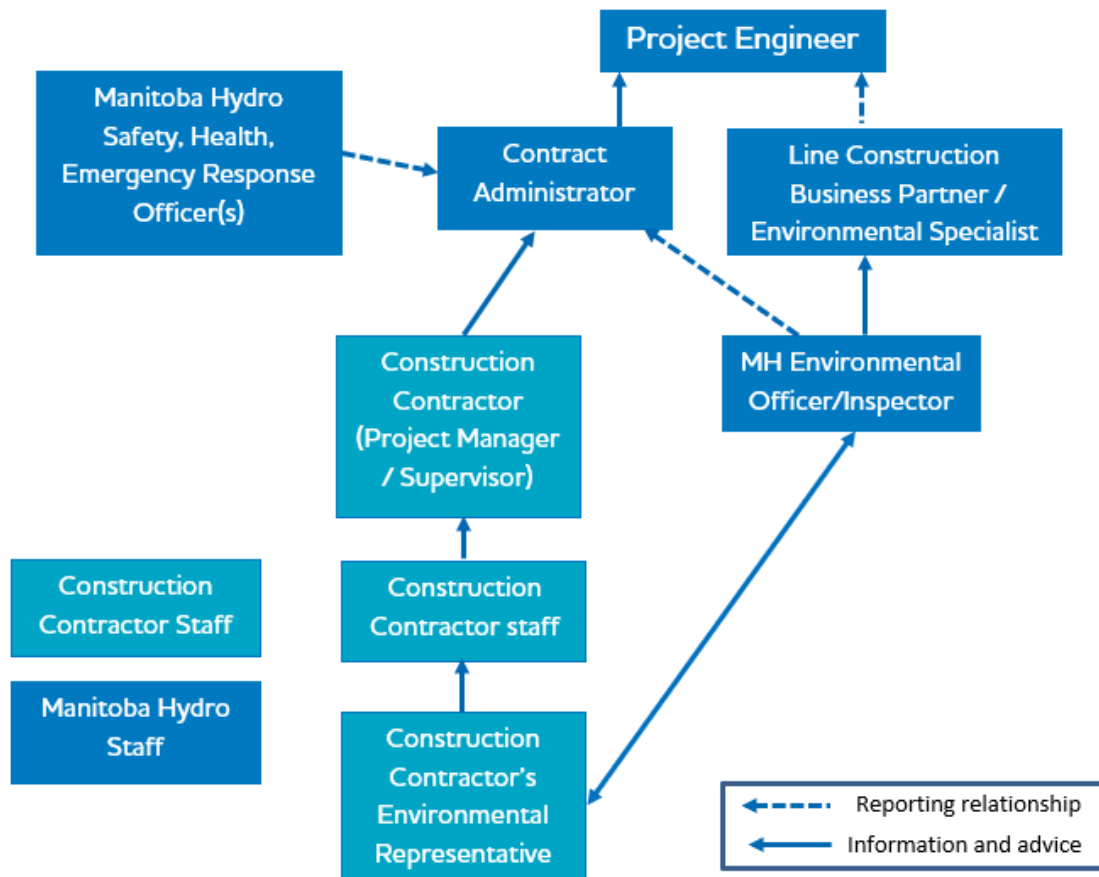 Project Engineer
Manitoba Hydro
Safety, Health,
Emergency Response
Officer(s)
Contract
Administrator
Line Construction
Business Partner /
Environmental Specialist
Construction
Contractor
(Project Manager
/ Supervisor)
MH Environmental
Officer/Inspector
Construction
Contractor Staff
Construction
Contractor staff
Manitoba Hydro
Staff
Construction
Contractor's
Environmental
Representative
Reporting relationship
Information and advice